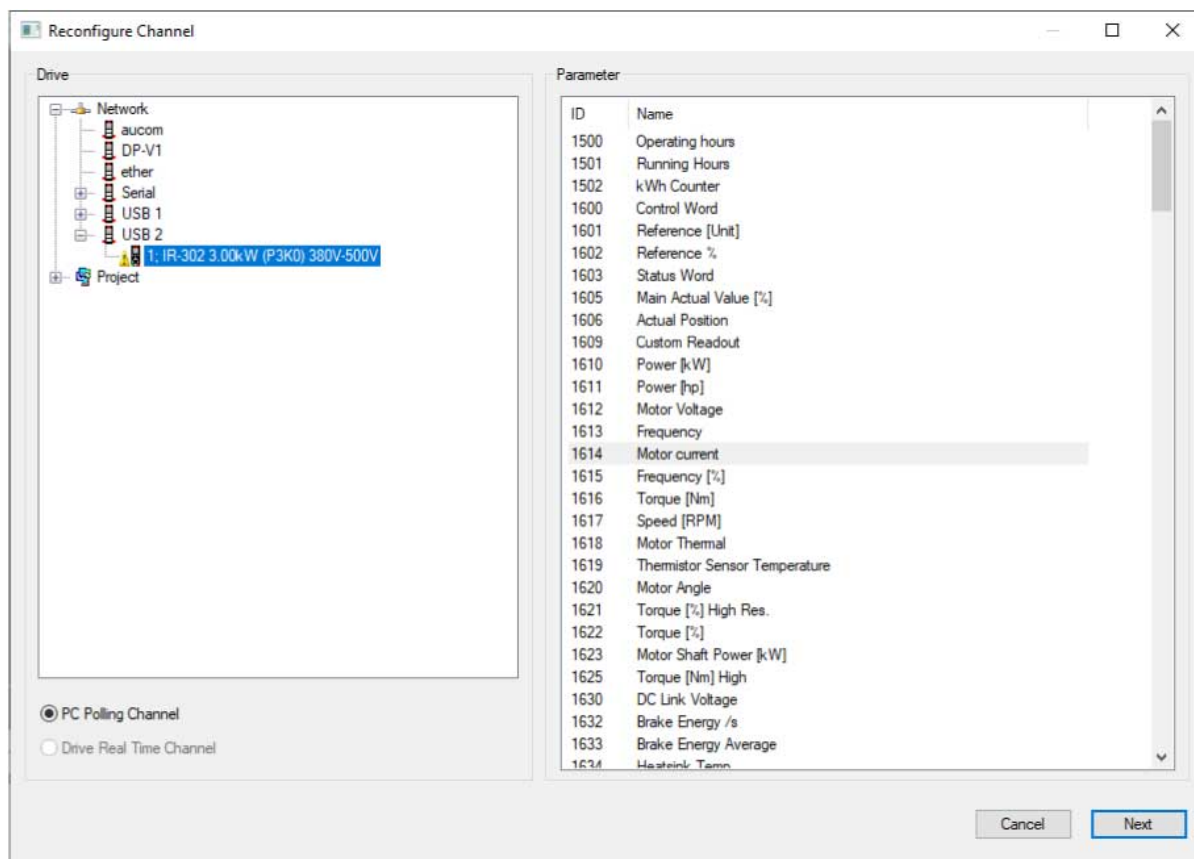 Reconfigure Channel
Drive
Network
aucom
DP-V1
ether
Serial
USB 1
USB 2
1; IR-302 3.00kW (P3K0) 380V-500V
Project
PC Polling Channel
Drive Real Time Channel
Parameter
ID Name
1500 Operating hours
1501 Running Hours
1502 kWh Counter
1600 Control Word
1601 Reference [Unit]
1602 Reference %
1603 Status Word
1605 Main Actual Value [%]
1606 Actual Position
1609 Custom Readout
1610 Power [kW]
1611 Power [hp]
1612 Motor Voltage
1613 Frequency
1614 Motor current
1615 Frequency [%]
1616 Torque [Nm]
1617 Speed [RPM]
1618 Motor Thermal
1619 Thermistor Sensor Temperature
1620 Motor Angle
1621 Torque [%] High Res.
1622 Torque [%]
1623 Motor Shaft Power [kW]
1625 Torque [Nm] High
1630 DC Link Voltage
1632 Brake Energy /s
1633 Brake Energy Average
1634 Heatsink Temp
Cancel Next